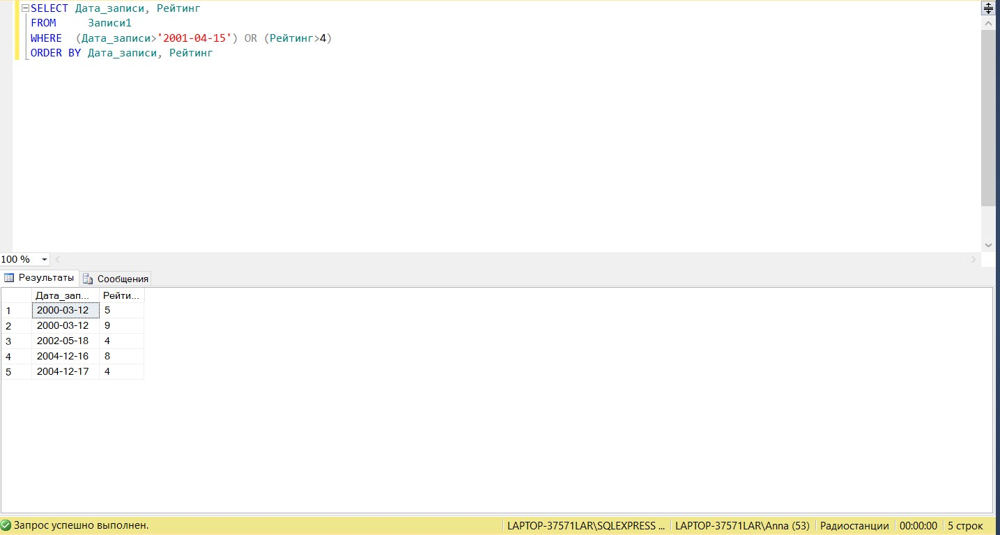 SELECT Дата_записи, Рейтинг
FROM     Записи1
WHERE  (Дата_записи>'2001-04-15') OR (Рейтинг>4)
ORDER BY Дата_записи, Рейтинг
100 %
Результаты Сообщения
Дата_зап... Рейти...
1 2000-03-12 5
2 2000-03-12 9
3 2002-05-18 4
4 2004-12-16 8
5 2004-12-17 4
Запрос успешно выполнен. LAPTOP-37571LAR\SQLEXPRESS ... LAPTOP-37571LAR\Anna (53) Радиостанции 00:00:00 5 строк